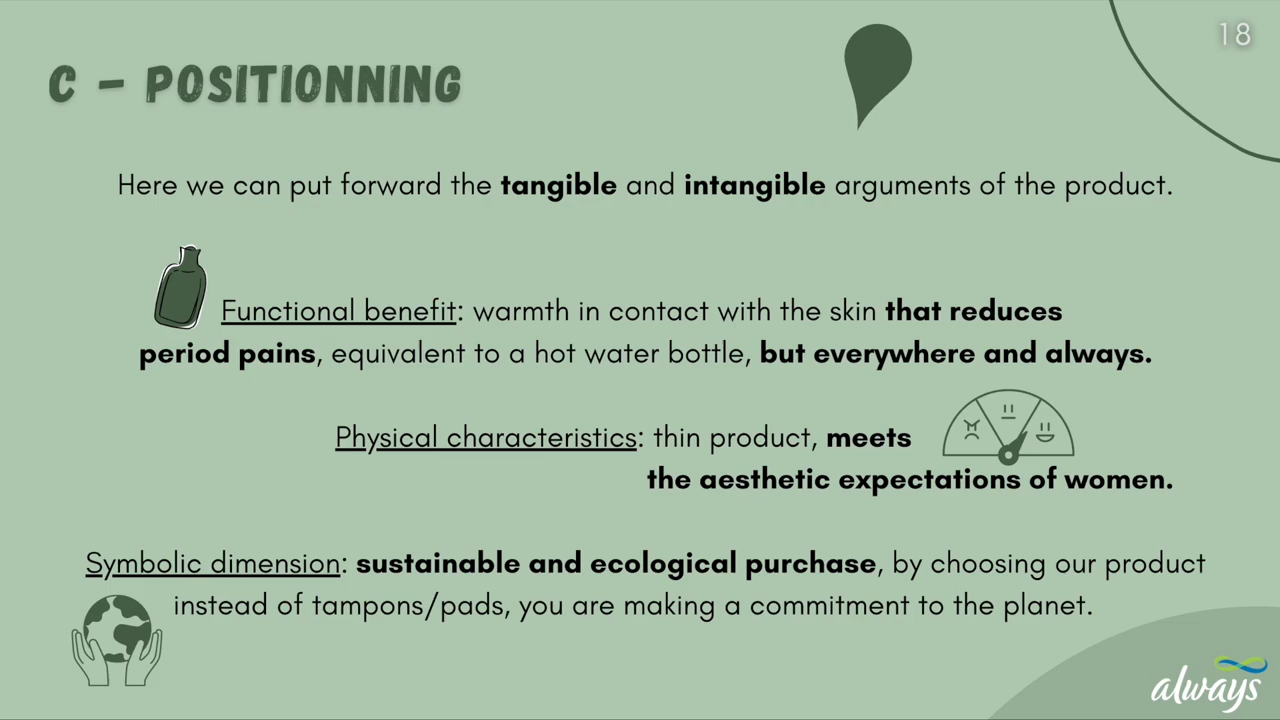 18
C - POSITIONNING
Here we can put forward the tangible and intangible arguments of the product.
Functional benefit: warmth in contact with the skin that reduces
period pains, equivalent to a hot water bottle, but everywhere and always.
Physical characteristics: thin product, meets
the aesthetic expectations of women.
Symbolic dimension: sustainable and ecological purchase, by choosing our product
instead of tampons/pads, you are making a commitment to the planet.
always